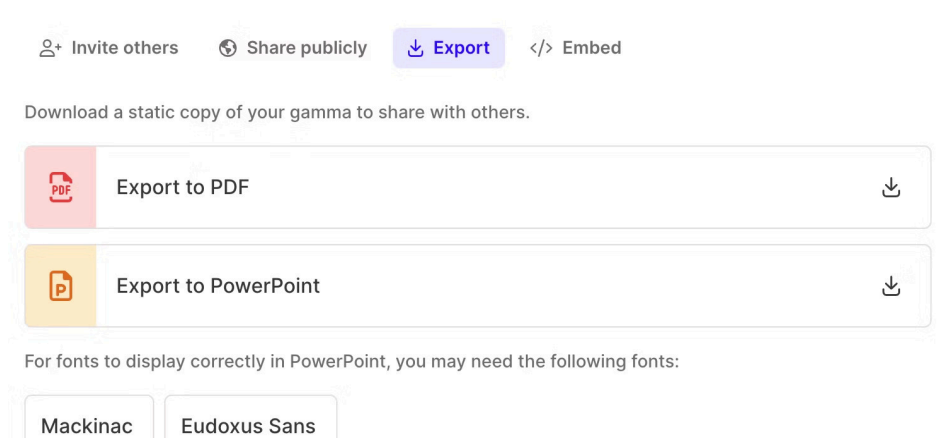 Invite others Share publicly Export </> Embed
Download a static copy of your gamma to share with others.
PDF Export to PDF
P Export to PowerPoint
For fonts to display correctly in PowerPoint, you may need the following fonts:
Mackinac Eudoxus Sans